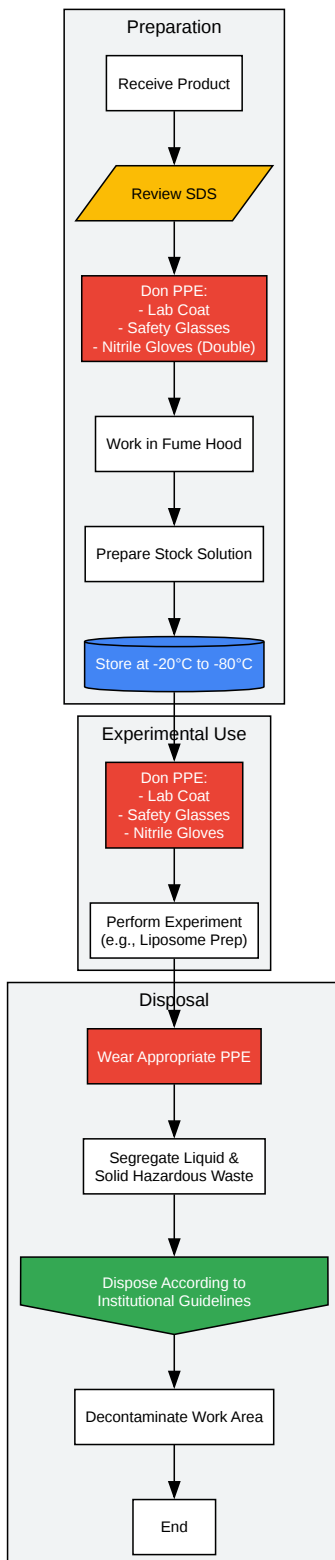 Preparation
Receive Product
Review SDS
Don PPE:
- Lab Coat
- Safety Glasses
- Nitrile Gloves (Double)
Work in Fume Hood
Prepare Stock Solution
Store at -20°C to -80°C
Experimental Use
Don PPE:
- Lab Coat
- Safety Glasses
- Nitrile Gloves
Perform Experiment
(e.g., Liposome Prep)
Disposal
Wear Appropriate PPE
Segregate Liquid &
Solid Hazardous Waste
Dispose According to
Institutional Guidelines
Decontaminate Work Area
End